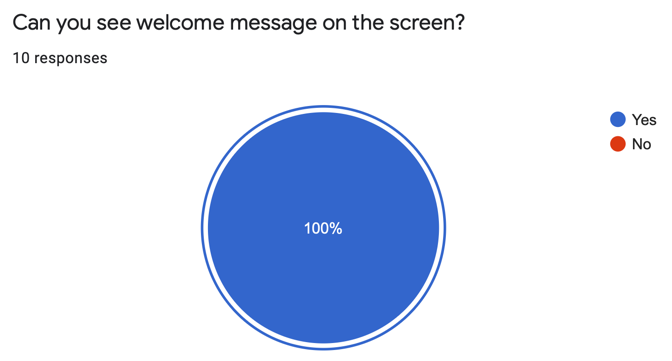 Can you see welcome message on the screen?
10 responses
Yes
No
100%